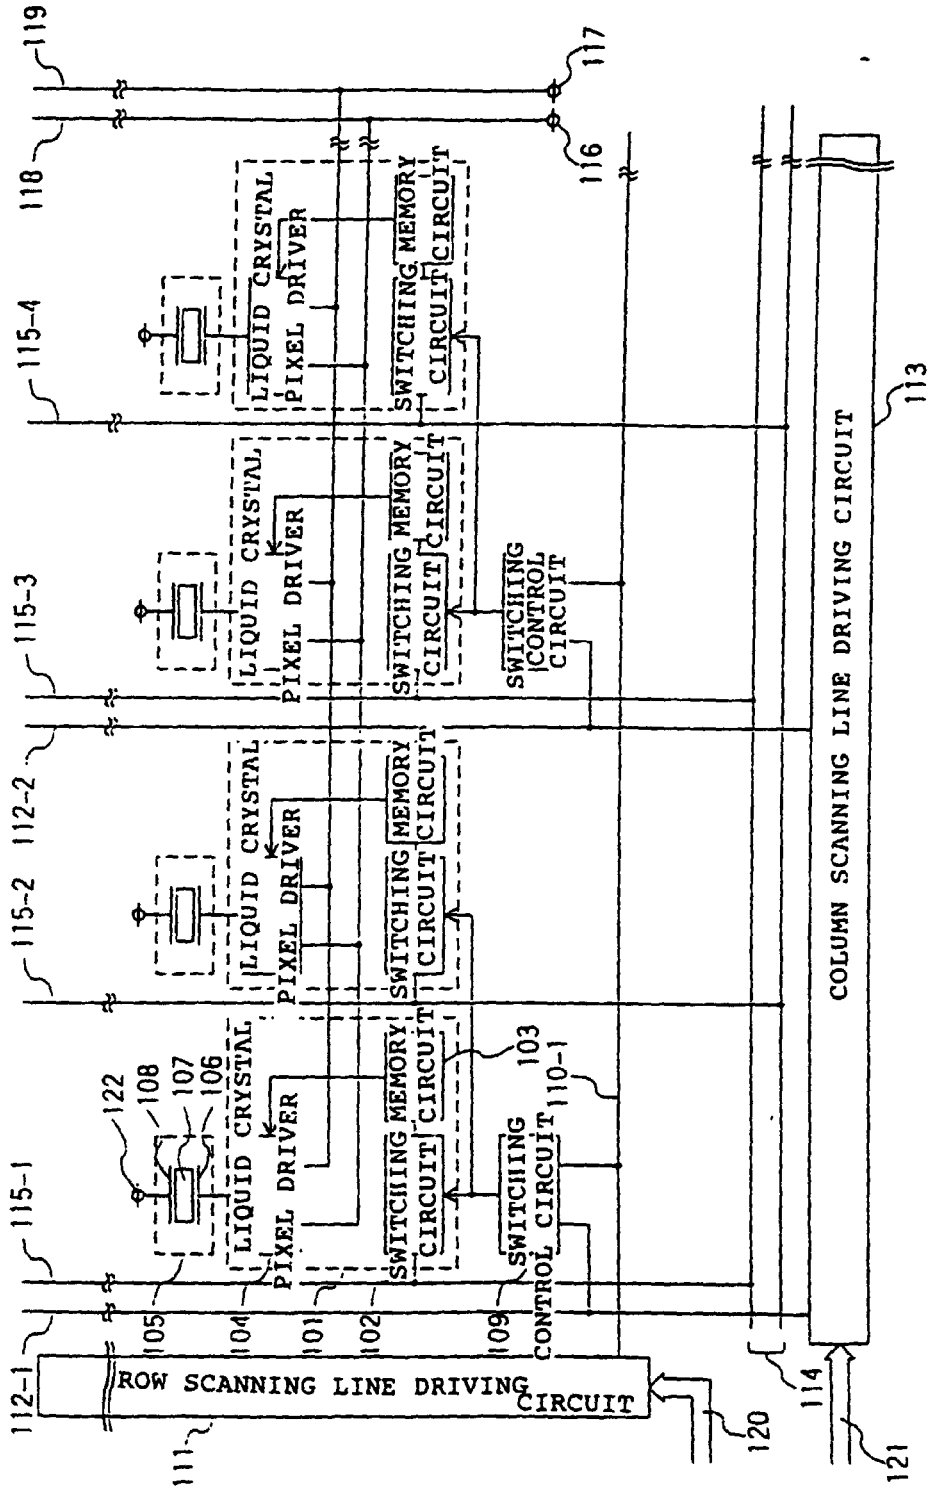 112-1
115-1
115-2
112-2
115-3
115-4
118
119
122
108
107
106
105
104
101
102
109
LIQUID CRYSTAL
PIXEL DRIVER
LIQUID CRYSTAL
PIXEL DRIVER
LIQUID CRYSTAL
PIXEL DRIVER
LIQUID CRYSTAL
PIXEL DRIVER
SWITCHING
CIRCUIT
MEMORY
CIRCUIT
SWITCHING
CIRCUIT
MEMORY
CIRCUIT
SWITCHING
CIRCUIT
MEMORY
CIRCUIT
SWITCHING
CIRCUIT
MEMORY
CIRCUIT
103
SWITCHING
CONTROL CIRCUIT
SWITCHING
CONTROL
CIRCUIT
110-1
116
117
111
ROW SCANNING LINE DRIVING
CIRCUIT
120
114
COLUMN SCANNING LINE DRIVING CIRCUIT
113
121